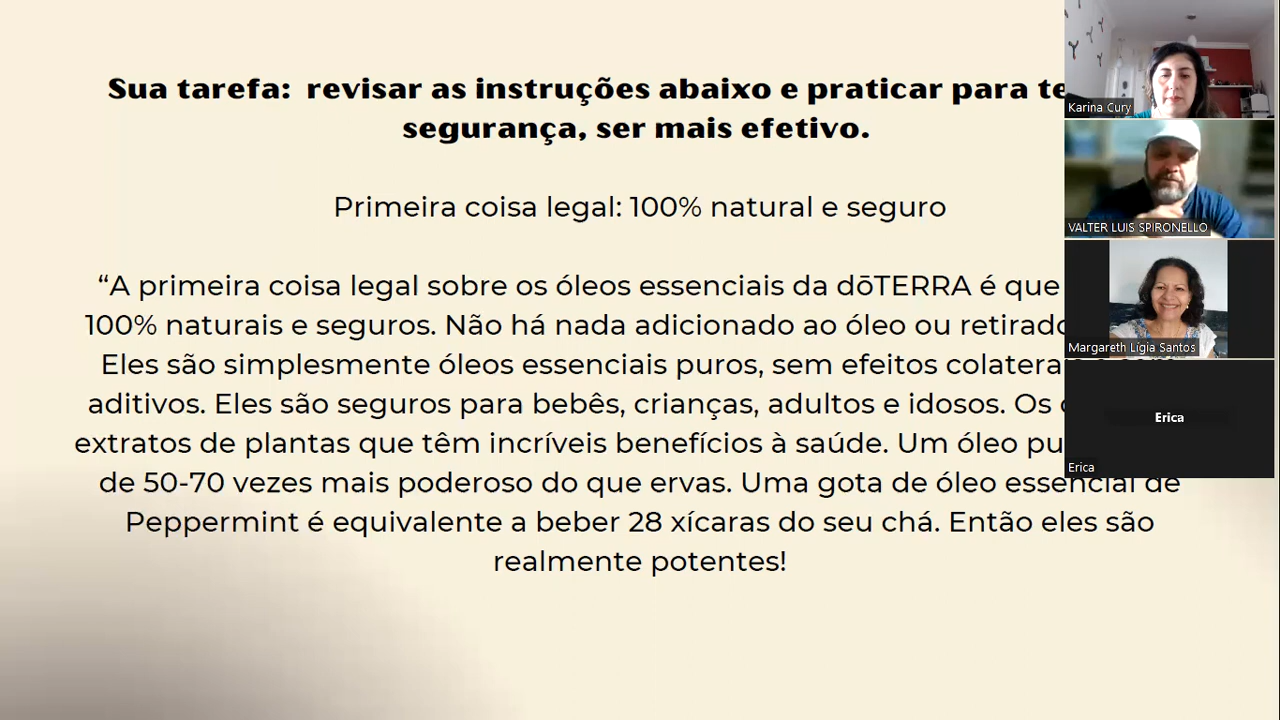 Sua tarefa: revisar as instruções abaixo e praticar para
segurança, ser mais efetivo.
Primeira coisa legal: 100% natural e seguro
“A primeira coisa legal sobre os óleos essenciais da dōTERRA é que
100% naturais e seguros. Não há nada adicionado ao óleo ou
Eles são simplesmente óleos essenciais puros, sem efeitos
aditivos. Eles são seguros para bebês, crianças, adultos e idosos. Os
extratos de plantas que têm incríveis benefícios à saúde. Um óleo
de 50-70 vezes mais poderoso do que ervas. Uma gota de óleo essencial de
Peppermint é equivalente a beber 28 xícaras do seu chá. Então eles são
realmente potentes!
Karina Cury
VALTER LUIS SPIRONELLO
Margareth Lígia Santos
Erica
Erica